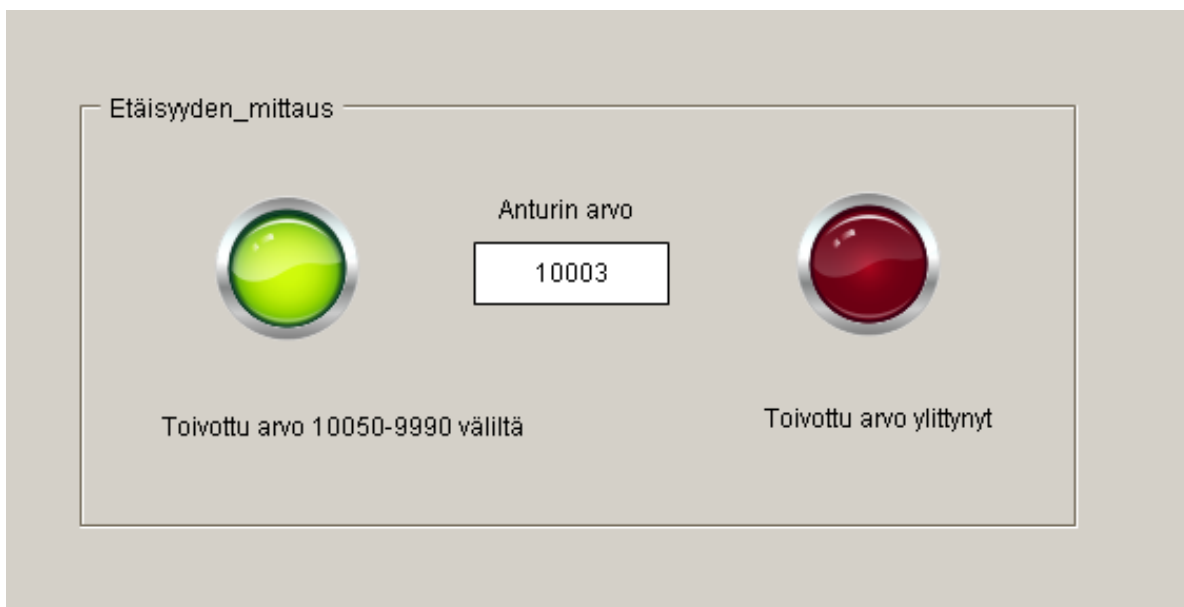 Etäisyyden_mittaus
Anturin arvo
10003
Toivottu arvo 10050-9990 väliltä
Toivottu arvo ylittynyt